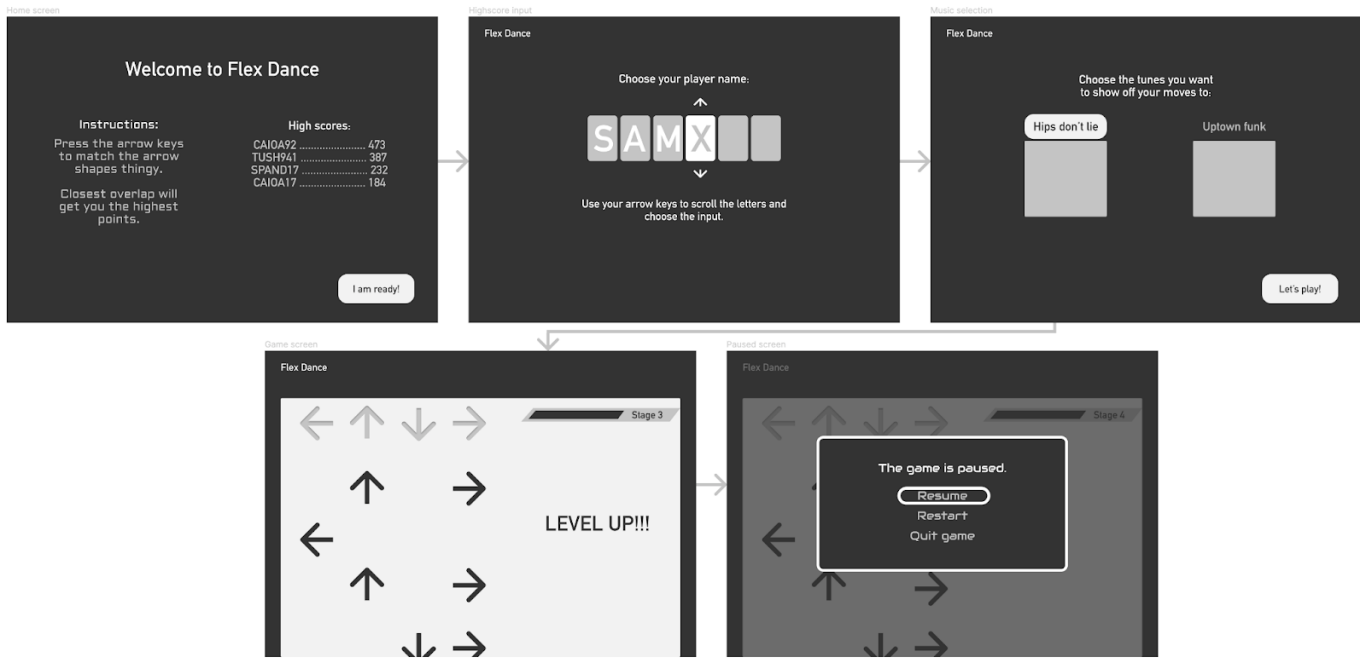 Home screen
Welcome to Flex Dance
Instructions:
Press the arrow keys
to match the arrow
shapes thingy.
Closest overlap will
get you the highest
points.
High scores:
CAIOA92 ...................... 473
TUSH941 ...................... 387
SPAND17 ...................... 232
CAIOA17 ...................... 184
I am ready!
Highscore input
Flex Dance
Choose your player name:
SAMX
Use your arrow keys to scroll the letters and
choose the input.
Music selection
Flex Dance
Choose the tunes you want
to show off your moves to:
Hips don't lie
Uptown funk
Let's play!
Game screen
Flex Dance
Stage 3
LEVEL UP!!!
Paused screen
Flex Dance
Stage 4
The game is paused.
Resume
Restart
Quit game